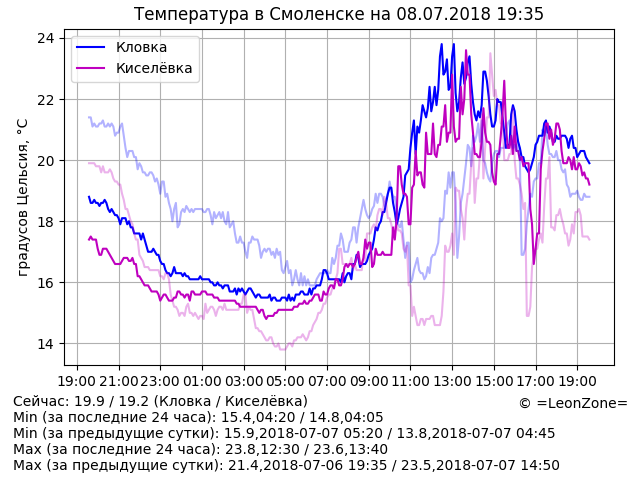 Температура в Смоленске на 08.07.2018 19:35
24
22
20
18
16
14
градусов Цельсия, °C
Кловка
Киселёвка
19:00 21:00 23:00 01:00 03:00 05:00 07:00 09:00 11:00 13:00 15:00 17:00 19:00
Сейчас: 19.9 / 19.2 (Кловка / Киселёвка)
© =LeonZone=
Min (за последние 24 часа): 15.4,04:20 / 14.8,04:05
Min (за предыдущие сутки): 15.9,2018-07-07 05:20 / 13.8,2018-07-07 04:45
Max (за последние 24 часа): 23.8,12:30 / 23.6,13:40
Max (за предыдущие сутки): 21.4,2018-07-06 19:35 / 23.5,2018-07-07 14:50